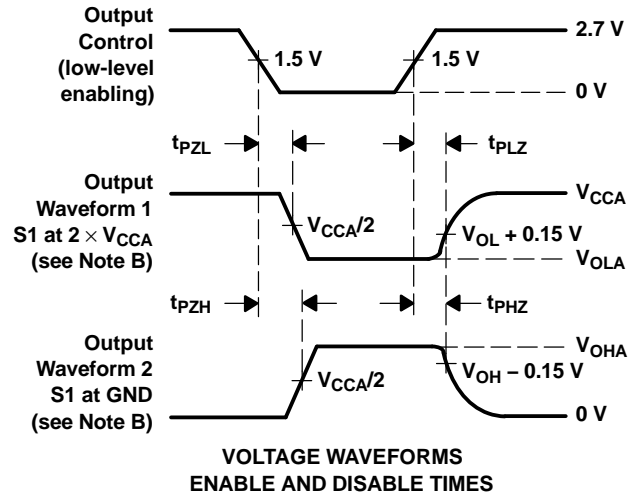 Output
Control
(low-level
enabling)
2.7 V
1.5 V
1.5 V
0 V
tPZL
tPLZ
Output
Waveform 1
S1 at 2 × VCCA
(see Note B)
VCCA
VCCA/2
VOL + 0.15 V
VOLA
tPZH
tPHZ
Output
Waveform 2
S1 at GND
(see Note B)
VOHA
VCCA/2
VOH – 0.15 V
0 V
VOLTAGE WAVEFORMS
ENABLE AND DISABLE TIMES